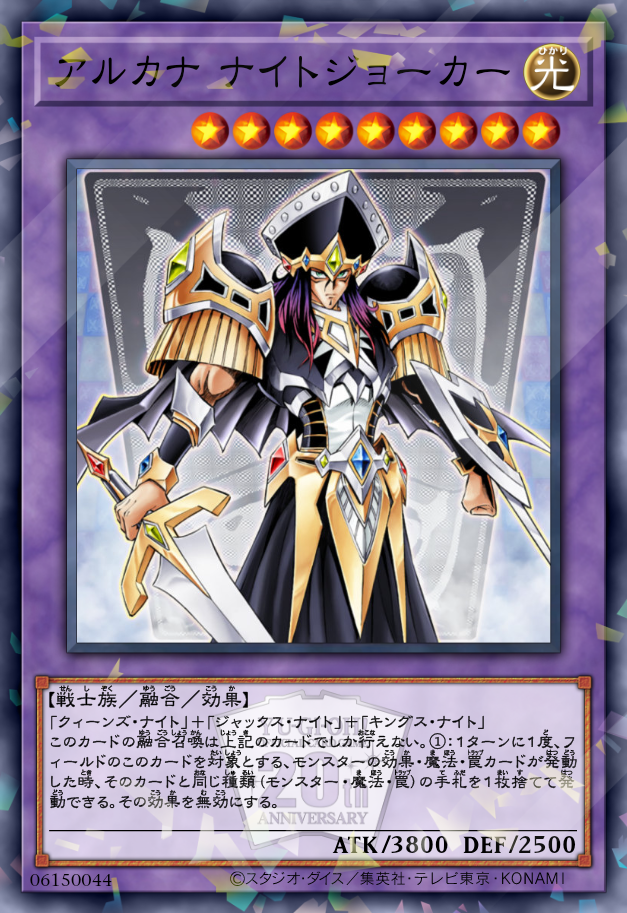 アルカナ ナイトジョーカー
光
ひかり
【戦士族／融合／効果】
「クィーンズ・ナイト」＋「ジャックス・ナイト」＋「キングス・ナイト」
このカードの融合召喚は上記のカードでしか行えない。①：1ターンに1度、フ
ィールドのこのカードを対象とする、モンスターの効果・魔法・罠カードが発動
した時、そのカードと同じ種類（モンスター・魔法・罠）の手札を1枚捨てて発
動できる。その効果を無効にする。
YU-GI-OH!
20th
ANNIVERSARY
ATK/3800 DEF/2500
06150044
©スタジオ・ダイス／集英社・テレビ東京・KONAMI